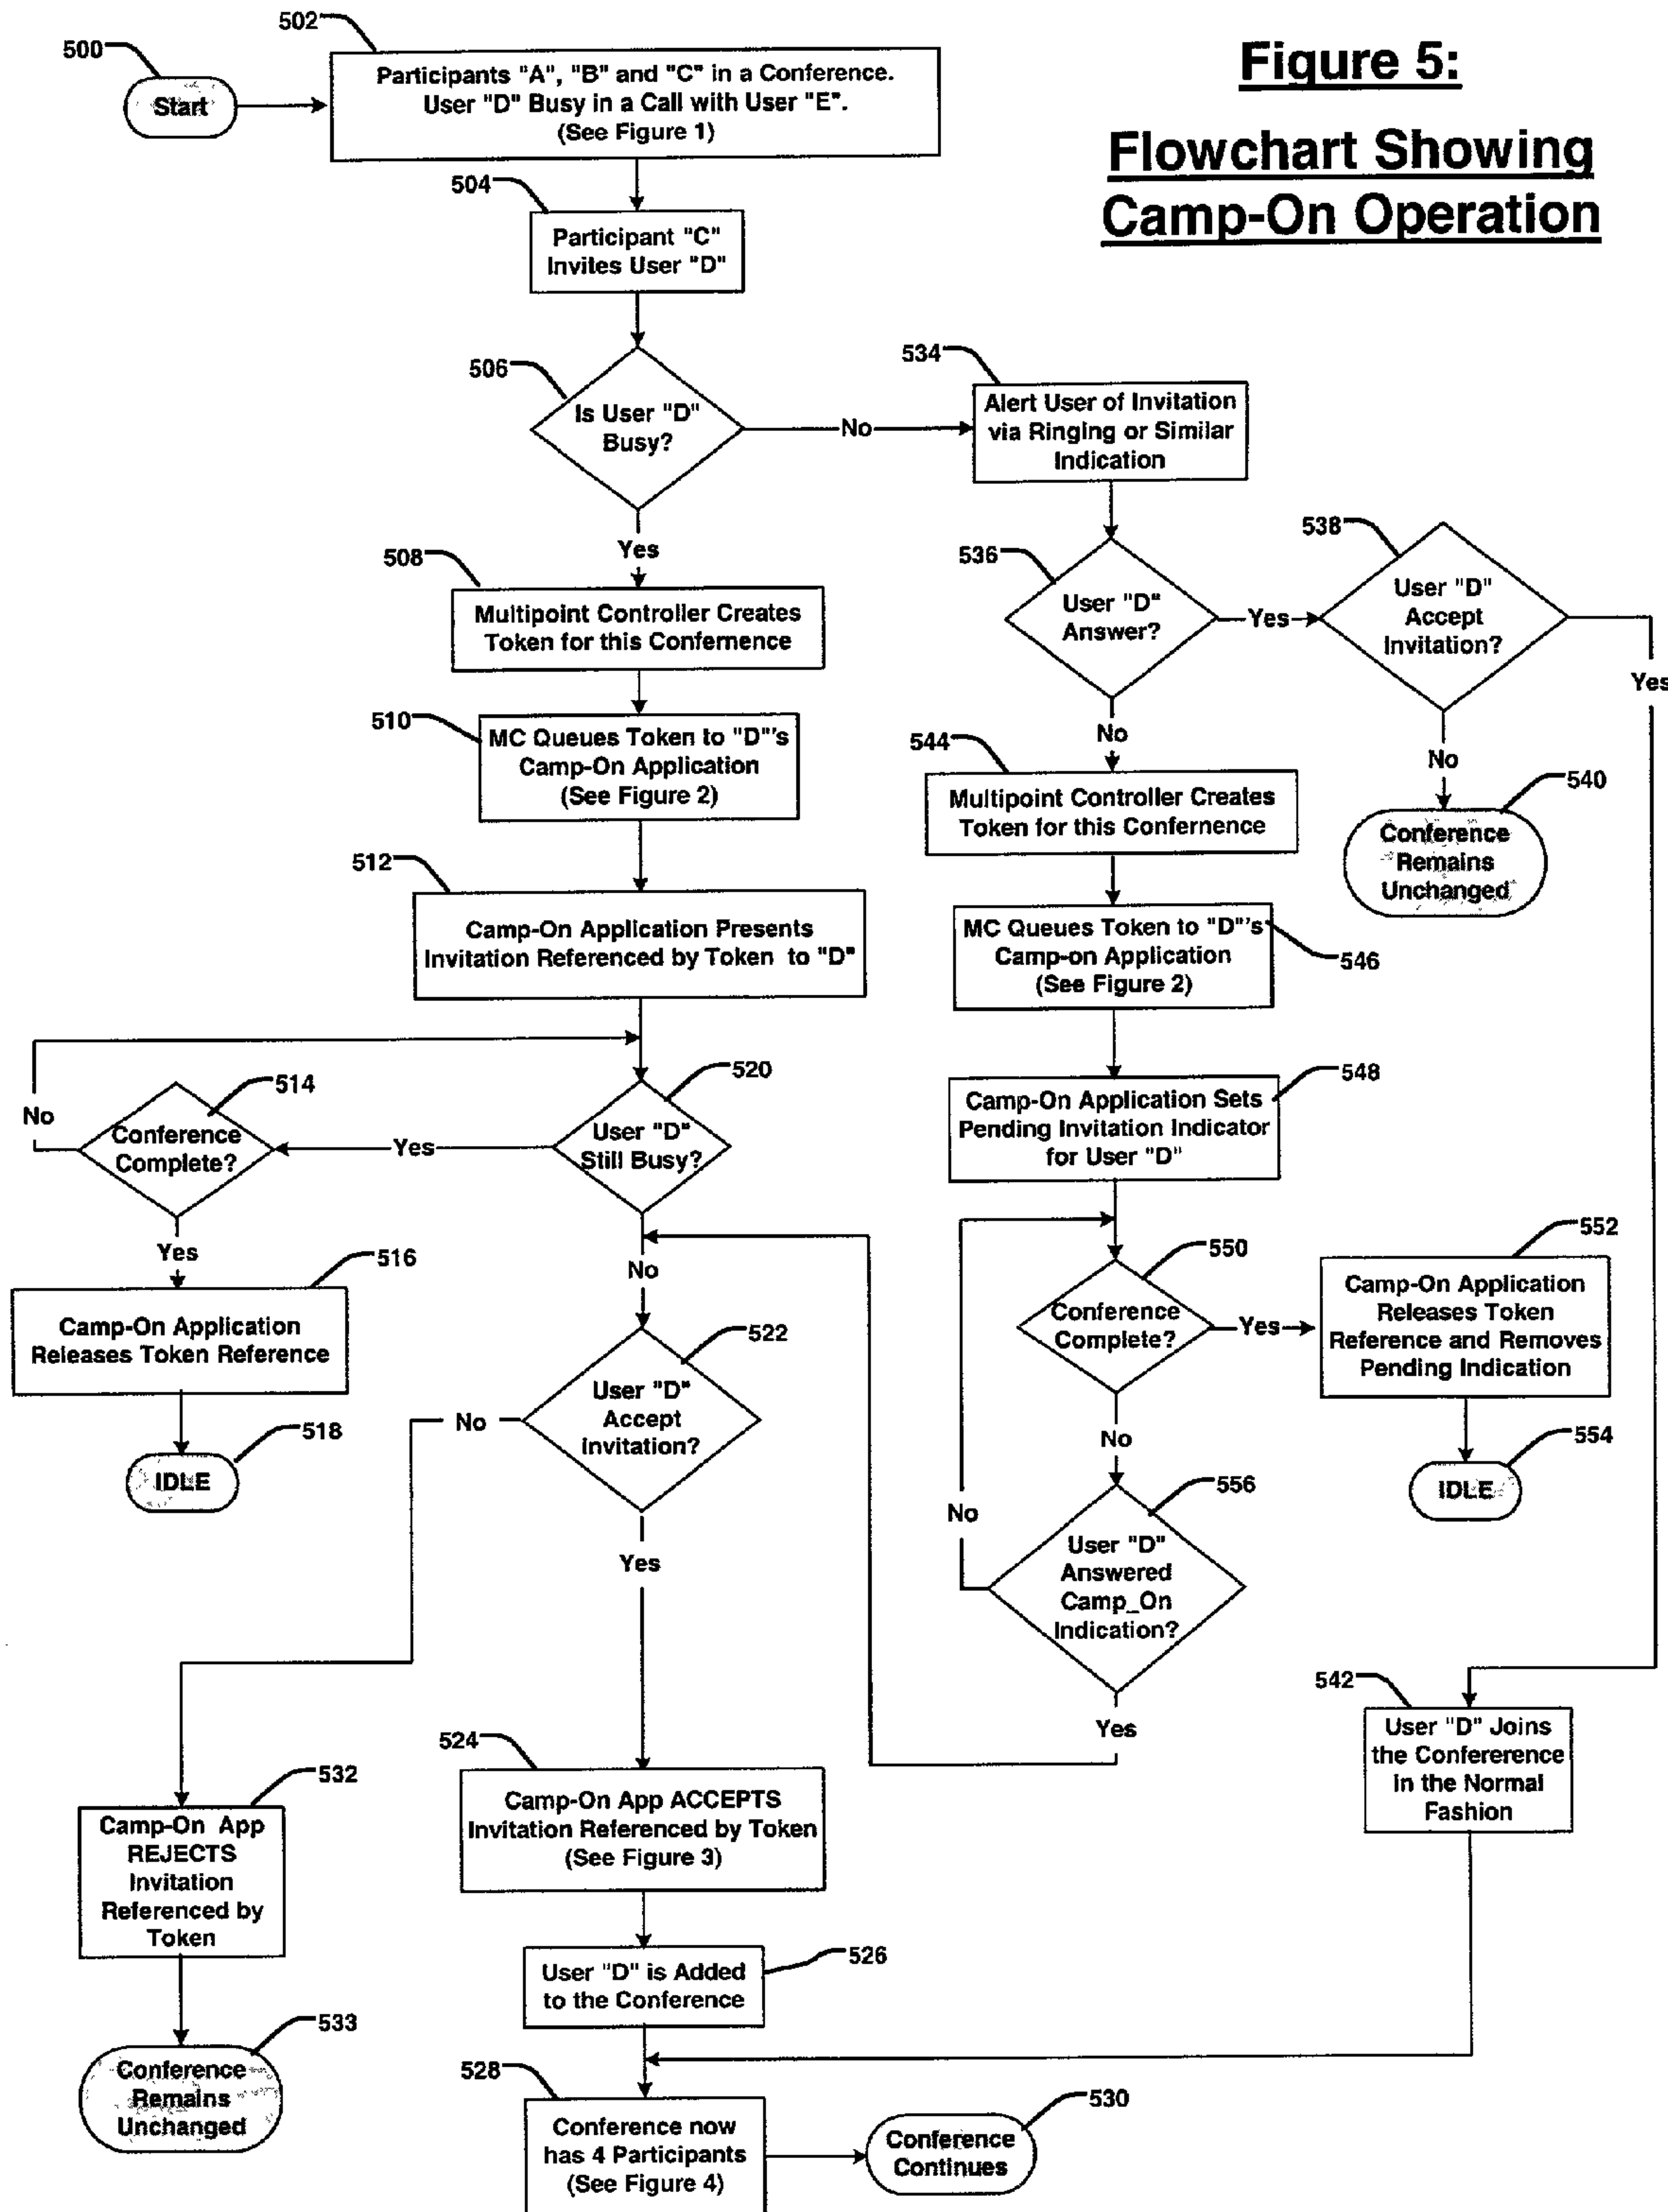 Figure 5:
Flowchart Showing
Camp-On Operation
500
Start
502
Participants "A", "B" and "C" in a Conference.
User "D" Busy in a Call with User "E".
(See Figure 1)
504
Participant "C"
Invites User "D"
506
Is User "D"
Busy?
No
534
Alert User of Invitation
via Ringing or Similar
Indication
Yes
508
Multipoint Controller Creates
Token for this Confernence
510
MC Queues Token to "D"'s
Camp-On Application
(See Figure 2)
512
Camp-On Application Presents
Invitation Referenced by Token to "D"
536
User "D"
Answer?
Yes
538
User "D"
Accept
Invitation?
Yes
No
540
Conference
Remains
Unchanged
No
544
Multipoint Controller Creates
Token for this Confernence
546
MC Queues Token to "D"'s
Camp-on Application
(See Figure 2)
548
Camp-On Application Sets
Pending Invitation Indicator
for User "D"
520
User "D"
Still Busy?
Yes
514
Conference
Complete?
No
Yes
516
Camp-On Application
Releases Token Reference
518
IDLE
No
522
User "D"
Accept
Invitation?
No
Yes
550
Conference
Complete?
Yes
552
Camp-On Application
Releases Token
Reference and Removes
Pending Indication
554
IDLE
No
556
User "D"
Answered
Camp_On
Indication?
No
Yes
542
User "D" Joins
the Confererence
in the Normal
Fashion
532
Camp-On App
REJECTS
Invitation
Referenced by
Token
533
Conference
Remains
Unchanged
524
Camp-On App ACCEPTS
Invitation Referenced by Token
(See Figure 3)
526
User "D" is Added
to the Conference
528
Conference now
has 4 Participants
(See Figure 4)
530
Conference
Continues